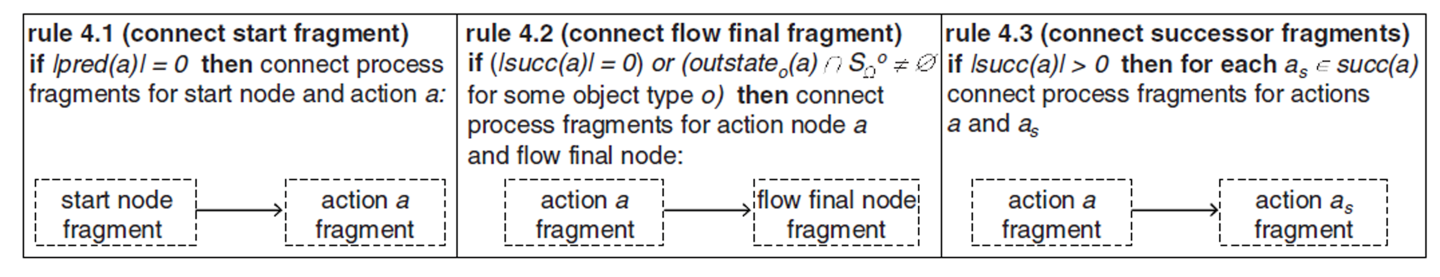 rule 4.1 (connect start fragment)
if |pred(a)| = 0 then connect process
fragments for start node and action a:
start node
fragment
action a
fragment
rule 4.2 (connect flow final fragment)
if (|succ(a)| = 0) or (outstateₒ(a) ∩ S_Ω^o ≠ ∅
for some object type o) then connect
process fragments for action node a
and flow final node:
action a
fragment
flow final node
fragment
rule 4.3 (connect successor fragments)
if |succ(a)| > 0 then for each aₛ ∈ succ(a)
connect process fragments for actions
a and aₛ
action a
fragment
action aₛ
fragment